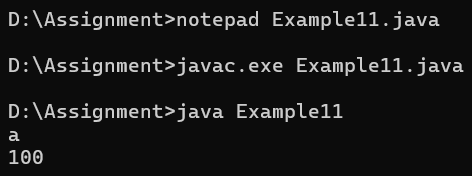 D:\Assignment>notepad Example11.java
D:\Assignment>javac.exe Example11.java
D:\Assignment>java Example11
a
100